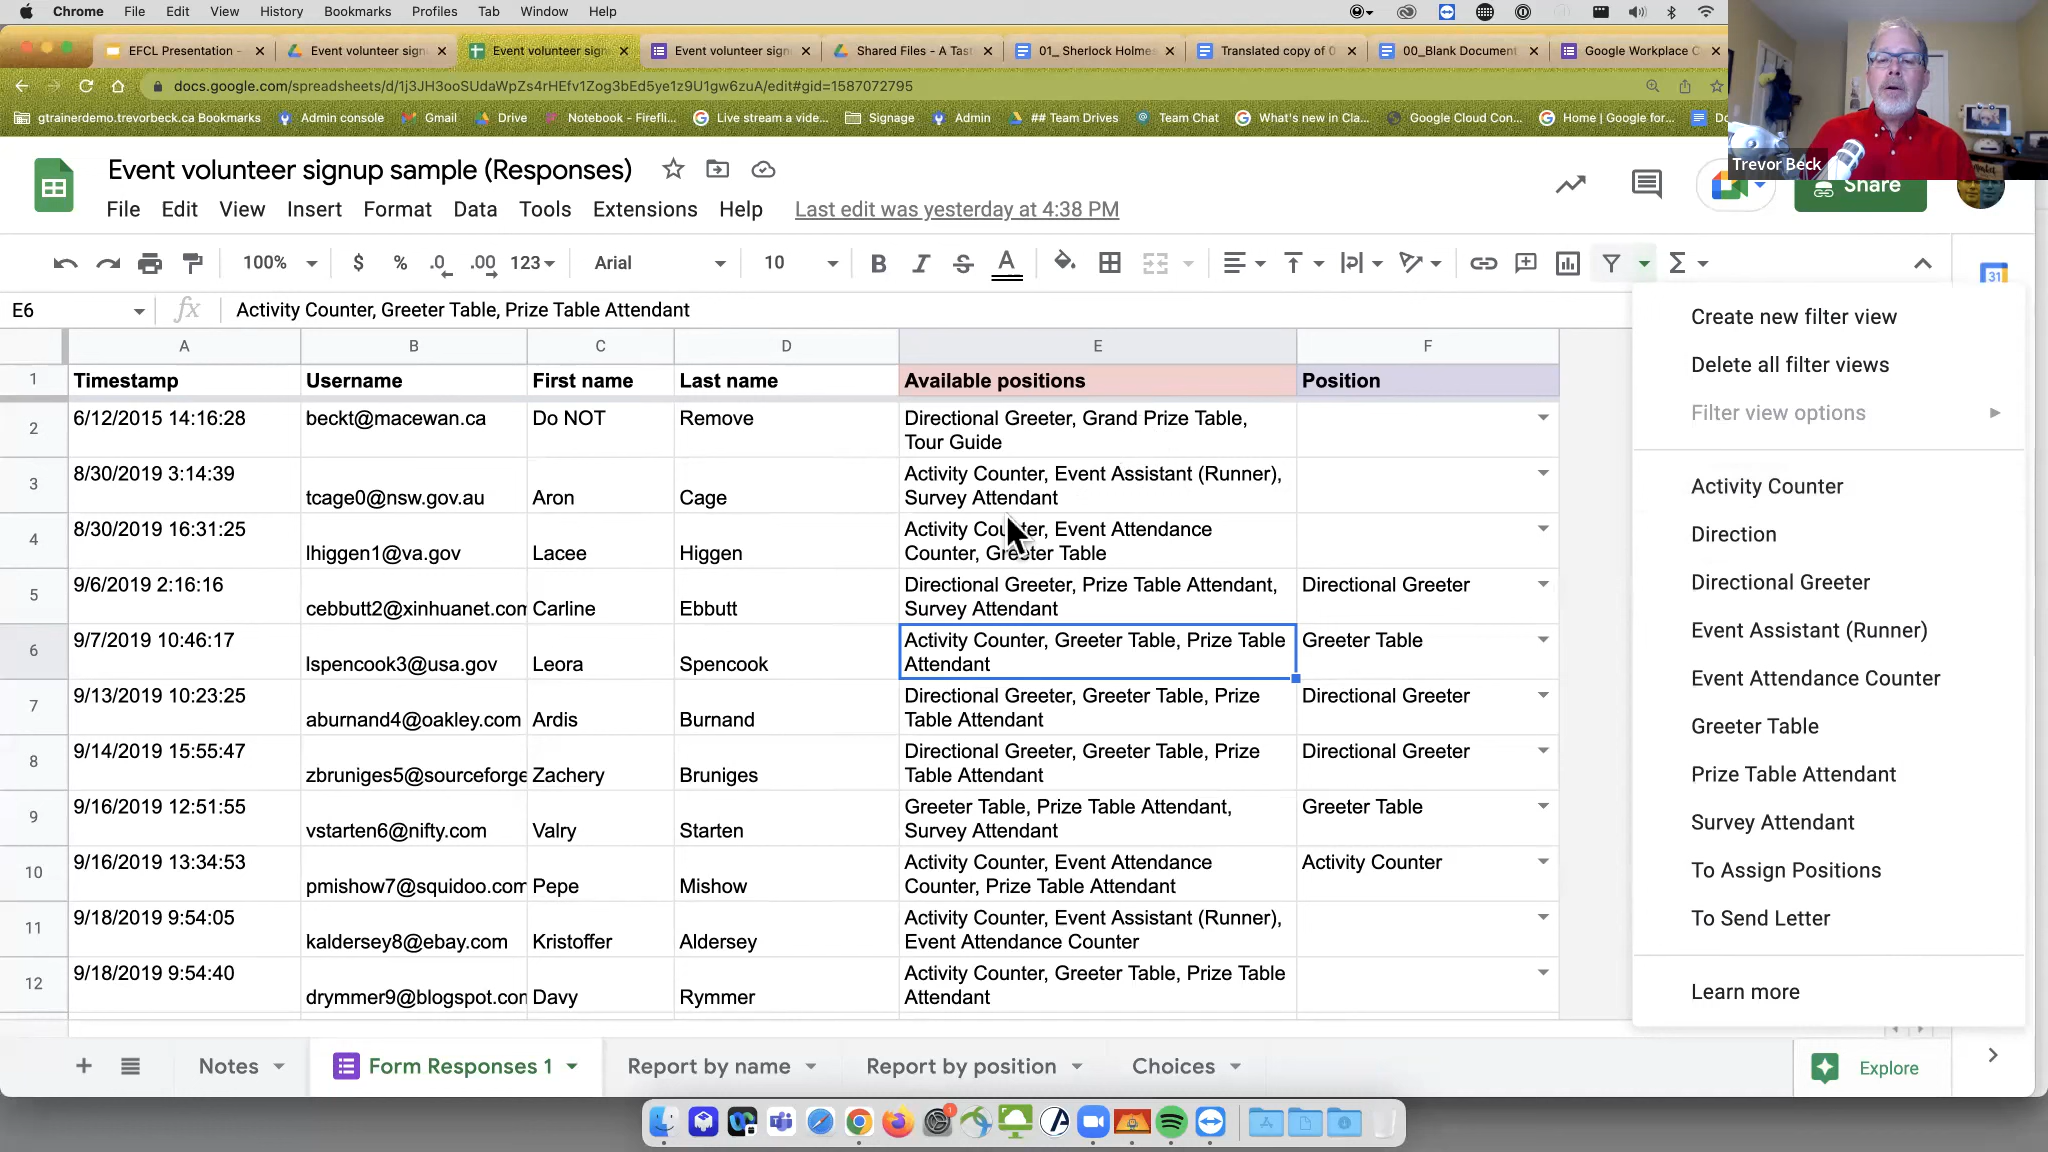 Chrome File Edit View History Bookmarks Profiles Tab Window Help
EFCL Presentation - Event volunteer sign Event volunteer sign Event volunteer sign Shared Files - A Tast 01_ Sherlock Holmes Translated copy of 0 00_Blank Document Google Workplace C
docs.google.com/spreadsheets/d/1j3JH3ooSUdaWpZs4rHEfv1Zog3bEd5ye1z9U1gw6zuA/edit#gid=1587072795
gtrainerdemo.trevorbeck.ca Bookmarks Admin console Gmail Drive Notebook - Firefli... Live stream a vide... Signage Admin ## Team Drives Team Chat What's new in Cla... Google Cloud Con... Home | Google for...
Trevor Beck
Event volunteer signup sample (Responses)
Share
File Edit View Insert Format Data Tools Extensions Help Last edit was yesterday at 4:38 PM
100% $ % .0 .00 123 Arial 10 B I S A
31
E6 fx Activity Counter, Greeter Table, Prize Table Attendant
A B C D E F
1 Timestamp Username First name Last name Available positions Position
2 6/12/2015 14:16:28 beckt@macewan.ca Do NOT Remove Directional Greeter, Grand Prize Table,
Tour Guide
3 8/30/2019 3:14:39 tcage0@nsw.gov.au Aron Cage Activity Counter, Event Assistant (Runner),
Survey Attendant
4 8/30/2019 16:31:25 lhiggen1@va.gov Lacee Higgen Activity Counter, Event Attendance
Counter, Greeter Table
5 9/6/2019 2:16:16 cebbutt2@xinhuanet.com Carline Ebbutt Directional Greeter, Prize Table Attendant, Directional Greeter
Survey Attendant
6 9/7/2019 10:46:17 lspencook3@usa.gov Leora Spencook Activity Counter, Greeter Table, Prize Table Greeter Table
Attendant
7 9/13/2019 10:23:25 aburnand4@oakley.com Ardis Burnand Directional Greeter, Greeter Table, Prize Directional Greeter
Table Attendant
8 9/14/2019 15:55:47 zbruniges5@sourceforge Zachery Bruniges Directional Greeter, Greeter Table, Prize Directional Greeter
Table Attendant
9 9/16/2019 12:51:55 vstarten6@nifty.com Valry Starten Greeter Table, Prize Table Attendant, Greeter Table
Survey Attendant
10 9/16/2019 13:34:53 pmishow7@squidoo.com Pepe Mishow Activity Counter, Event Attendance Activity Counter
Counter, Prize Table Attendant
11 9/18/2019 9:54:05 kaldersey8@ebay.com Kristoffer Aldersey Activity Counter, Event Assistant (Runner),
Event Attendance Counter
12 9/18/2019 9:54:40 drymmer9@blogspot.com Davy Rymmer Activity Counter, Greeter Table, Prize Table
Attendant
Create new filter view
Delete all filter views
Filter view options
Activity Counter
Direction
Directional Greeter
Event Assistant (Runner)
Event Attendance Counter
Greeter Table
Prize Table Attendant
Survey Attendant
To Assign Positions
To Send Letter
Learn more
Notes Form Responses 1 Report by name Report by position Choices Explore